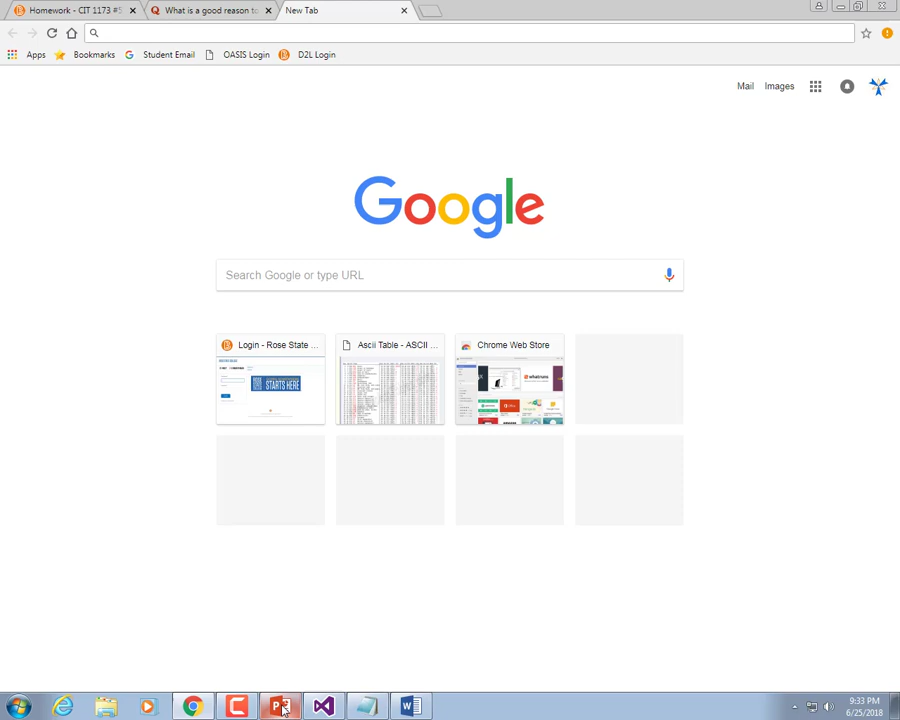 Homework - CIT 1173 #5
What is a good reason to
New Tab
Apps
Bookmarks
Student Email
OASIS Login
D2L Login
Mail
Images
Google
Search Google or type URL
Login - Rose State ...
Ascii Table - ASCII ...
Chrome Web Store
STARTS HERE
whatruns
9:33 PM
6/25/2018